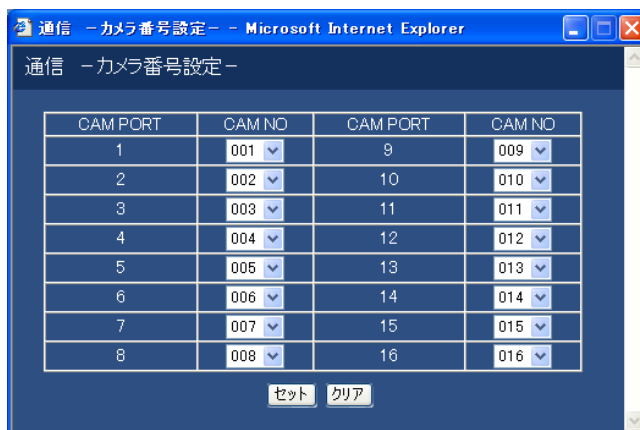 通信 －カメラ番号設定－ - Microsoft Internet Explorer
通信 －カメラ番号設定－
CAM PORT CAM NO CAM PORT CAM NO
1 001 9 009
2 002 10 010
3 003 11 011
4 004 12 012
5 005 13 013
6 006 14 014
7 007 15 015
8 008 16 016
セット クリア